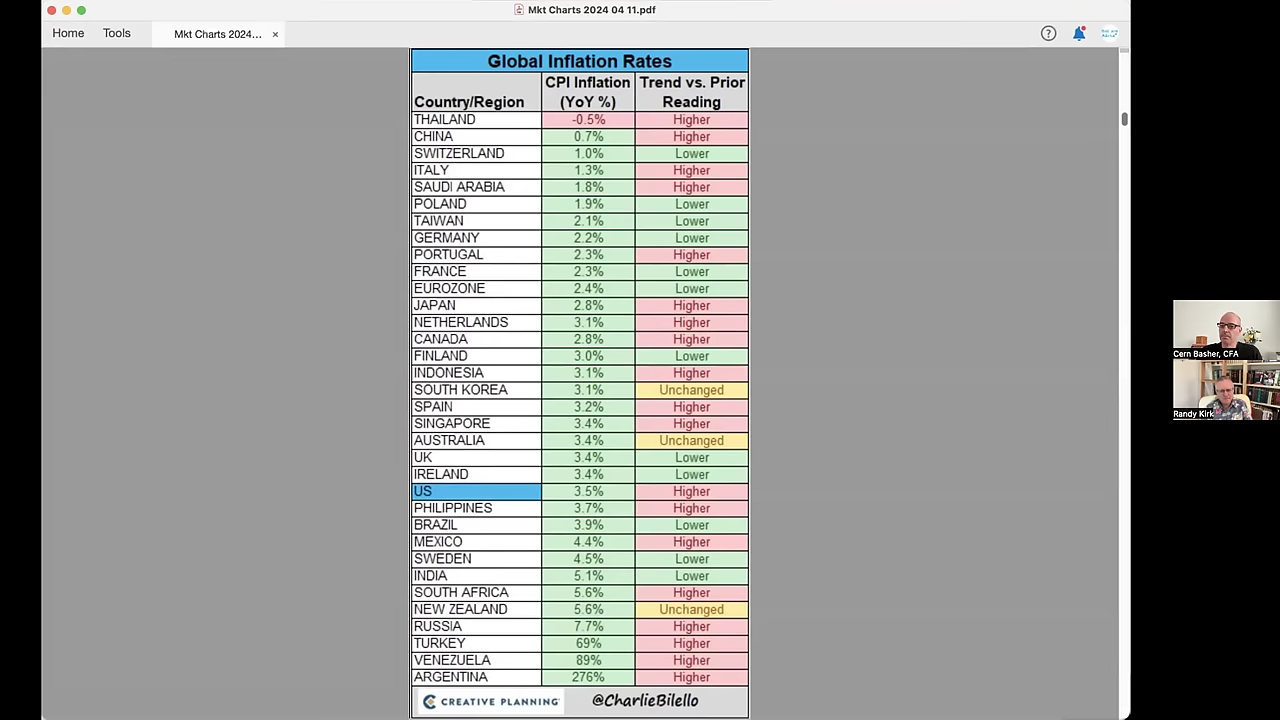 Mkt Charts 2024 04 11.pdf
Home Tools Mkt Charts 2024... ×
Global Inflation Rates
Country/Region CPI Inflation (YoY %) Trend vs. Prior Reading
THAILAND -0.5% Higher
CHINA 0.7% Higher
SWITZERLAND 1.0% Lower
ITALY 1.3% Higher
SAUDI ARABIA 1.8% Higher
POLAND 1.9% Lower
TAIWAN 2.1% Lower
GERMANY 2.2% Lower
PORTUGAL 2.3% Higher
FRANCE 2.3% Lower
EUROZONE 2.4% Lower
JAPAN 2.8% Higher
NETHERLANDS 3.1% Higher
CANADA 2.8% Higher
FINLAND 3.0% Lower
INDONESIA 3.1% Higher
SOUTH KOREA 3.1% Unchanged
SPAIN 3.2% Higher
SINGAPORE 3.4% Higher
AUSTRALIA 3.4% Unchanged
UK 3.4% Lower
IRELAND 3.4% Lower
US 3.5% Higher
PHILIPPINES 3.7% Higher
BRAZIL 3.9% Lower
MEXICO 4.4% Higher
SWEDEN 4.5% Lower
INDIA 5.1% Lower
SOUTH AFRICA 5.6% Higher
NEW ZEALAND 5.6% Unchanged
RUSSIA 7.7% Higher
TURKEY 69% Higher
VENEZUELA 89% Higher
ARGENTINA 276% Higher
CREATIVE PLANNING @CharlieBilello
Cern Basher, CFA
Randy Kirk